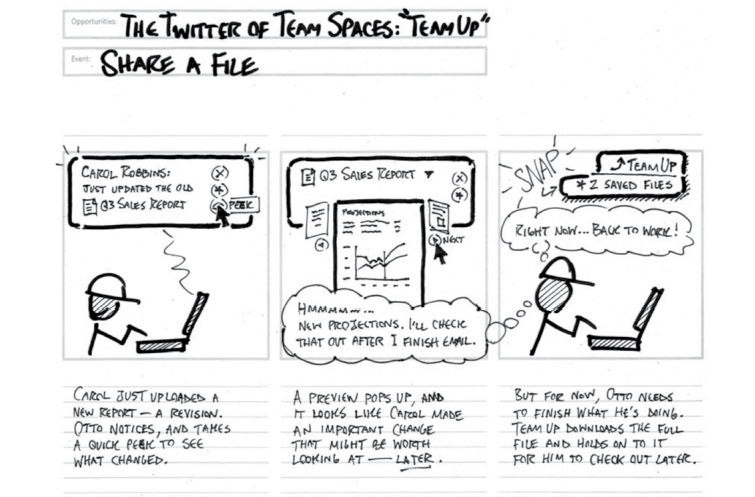 Opportunities: THE TWITTER OF TEAM SPACES: "TEAMUP"
Event: SHARE A FILE
CAROL ROBBINS:
JUST UPDATED THE OLD
Q3 SALES REPORT
PEEK
Q3 SALES REPORT
PROJECTIONS
NEXT
HMMMMM...
NEW PROJECTIONS. I'LL CHECK
THAT OUT AFTER I FINISH EMAIL.
SNAP
TEAMUP
* 2 SAVED FILES
RIGHT NOW... BACK TO WORK!
CAROL JUST UPLOADED A
NEW REPORT — A REVISION.
OTTO NOTICES, AND TAKES
A QUICK PEEK TO SEE
WHAT CHANGED.
A PREVIEW POPS UP, AND
IT LOOKS LIKE CAROL MADE
AN IMPORTANT CHANGE
THAT MIGHT BE WORTH
LOOKING AT — LATER.
BUT FOR NOW, OTTO NEEDS
TO FINISH WHAT HE'S DOING.
TEAM UP DOWNLOADS THE FULL
FILE AND HOLDS ON TO IT
FOR HIM TO CHECK OUT LATER.